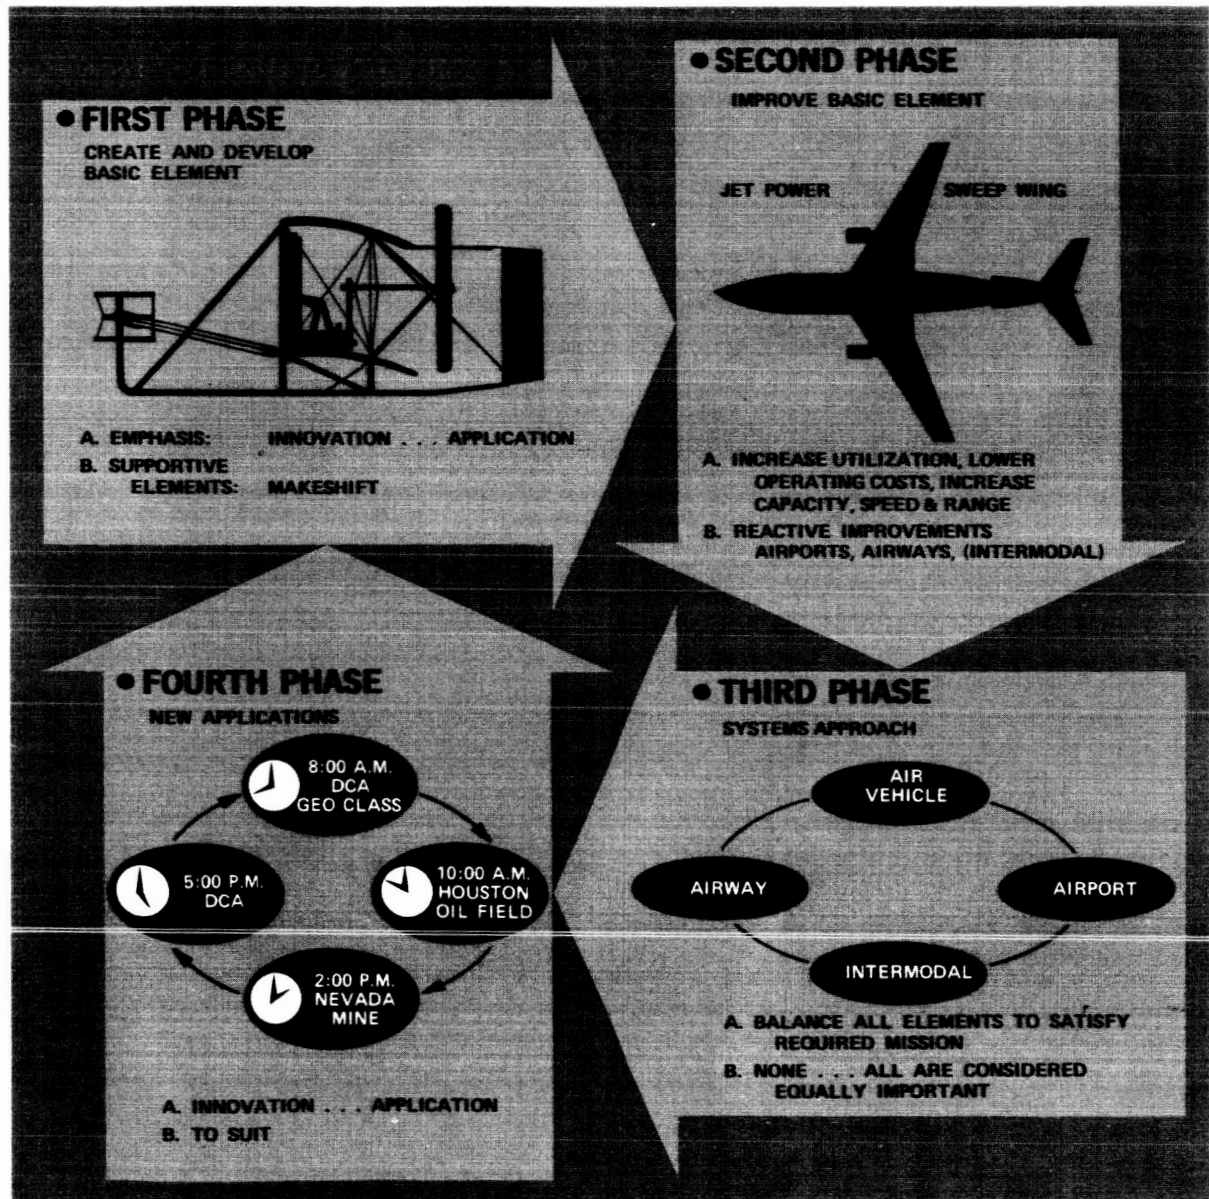 • FIRST PHASE
CREATE AND DEVELOP
BASIC ELEMENT
A. EMPHASIS: INNOVATION . . . APPLICATION
B. SUPPORTIVE
ELEMENTS: MAKESHIFT
• SECOND PHASE
IMPROVE BASIC ELEMENT
JET POWER SWEEP WING
A. INCREASE UTILIZATION, LOWER
OPERATING COSTS, INCREASE
CAPACITY, SPEED & RANGE
B. REACTIVE IMPROVEMENTS
AIRPORTS, AIRWAYS, (INTERMODAL)
• THIRD PHASE
SYSTEMS APPROACH
AIR
VEHICLE
AIRWAY
AIRPORT
INTERMODAL
A. BALANCE ALL ELEMENTS TO SATISFY
REQUIRED MISSION
B. NONE . . . ALL ARE CONSIDERED
EQUALLY IMPORTANT
• FOURTH PHASE
NEW APPLICATIONS
8:00 A.M.
DCA
GEO CLASS
10:00 A.M.
HOUSTON
OIL FIELD
2:00 P.M.
NEVADA
MINE
5:00 P.M.
DCA
A. INNOVATION . . . APPLICATION
B. TO SUIT